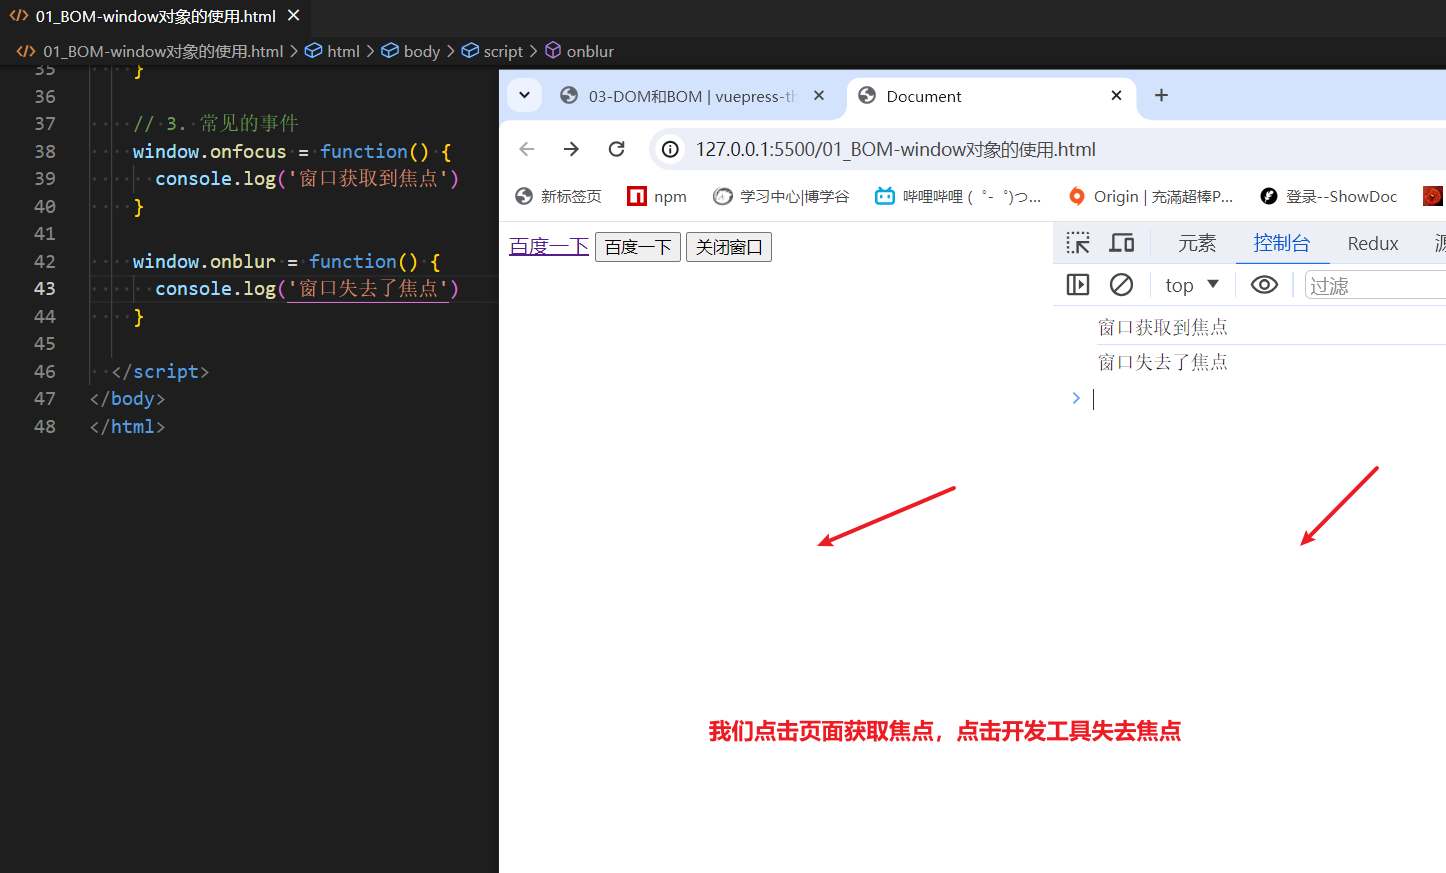 01_BOM-window对象的使用.html
01_BOM-window对象的使用.html > html > body > script > onblur
35 }
36
37 // 3. 常见的事件
38 window.onfocus = function() {
39 console.log('窗口获取到焦点')
40 }
41
42 window.onblur = function() {
43 console.log('窗口失去了焦点')
44 }
45
46 </script>
47 </body>
48 </html>
03-DOM和BOM | vuepress-th
Document
127.0.0.1:5500/01_BOM-window对象的使用.html
新标签页 npm 学习中心|博学谷 哔哩哔哩 (゜-゜)つ... Origin | 充滿超棒P... 登录--ShowDoc
百度一下 百度一下 关闭窗口
元素 控制台 Redux 源
top 过滤
窗口获取到焦点
窗口失去了焦点
>
我们点击页面获取焦点，点击开发工具失去焦点